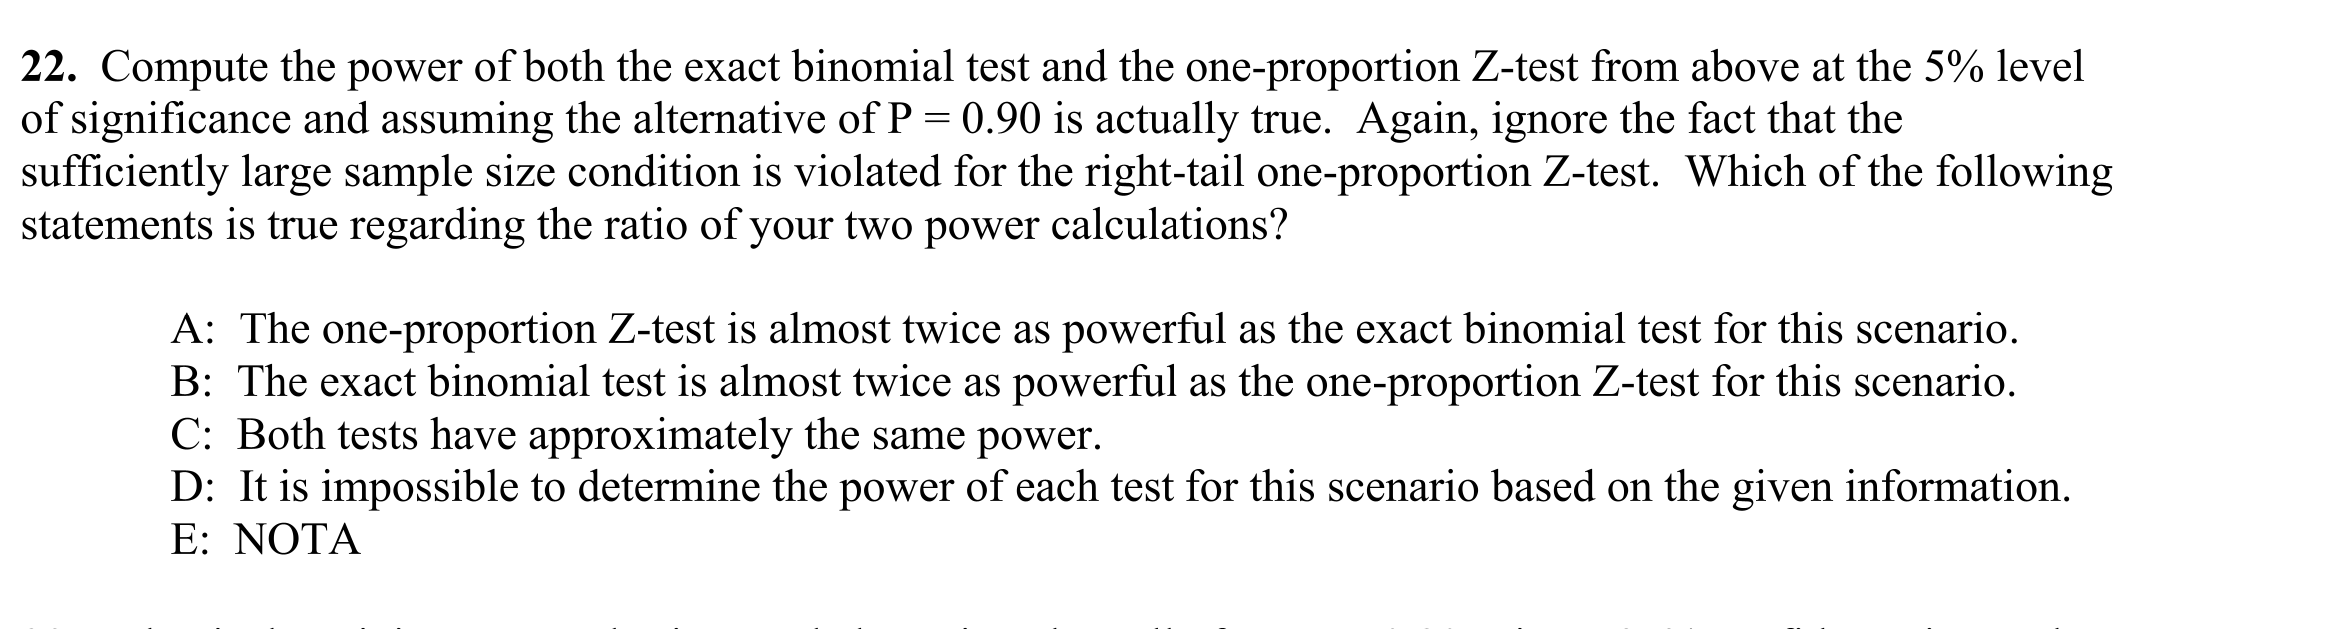 22. Compute the power of both the exact binomial test and the one-proportion Z-test from above at the 5% level
of significance and assuming the alternative of P = 0.90 is actually true. Again, ignore the fact that the
sufficiently large sample size condition is violated for the right-tail one-proportion Z-test. Which of the following
statements is true regarding the ratio of your two power calculations?
A: The one-proportion Z-test is almost twice as powerful as the exact binomial test for this scenario.
B: The exact binomial test is almost twice as powerful as the one-proportion Z-test for this scenario.
C: Both tests have approximately the same power.
D: It is impossible to determine the power of each test for this scenario based on the given information.
E: NOTA